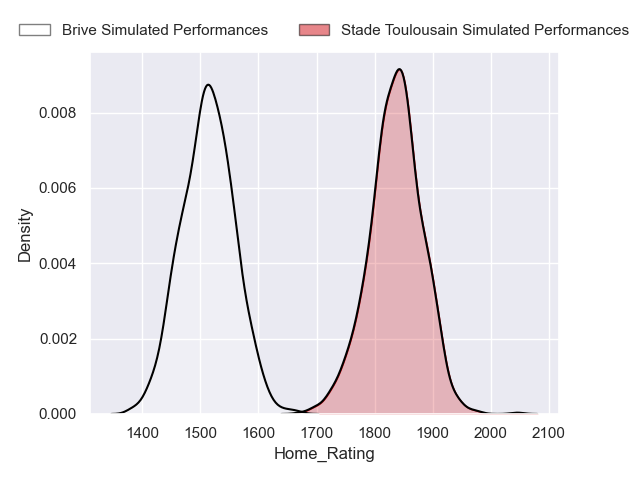 Brive Simulated Performances
Stade Toulousain Simulated Performances
0.008
0.006
0.004
0.002
0.000
Density
1400 1500 1600 1700 1800 1900 2000 2100
Home_Rating